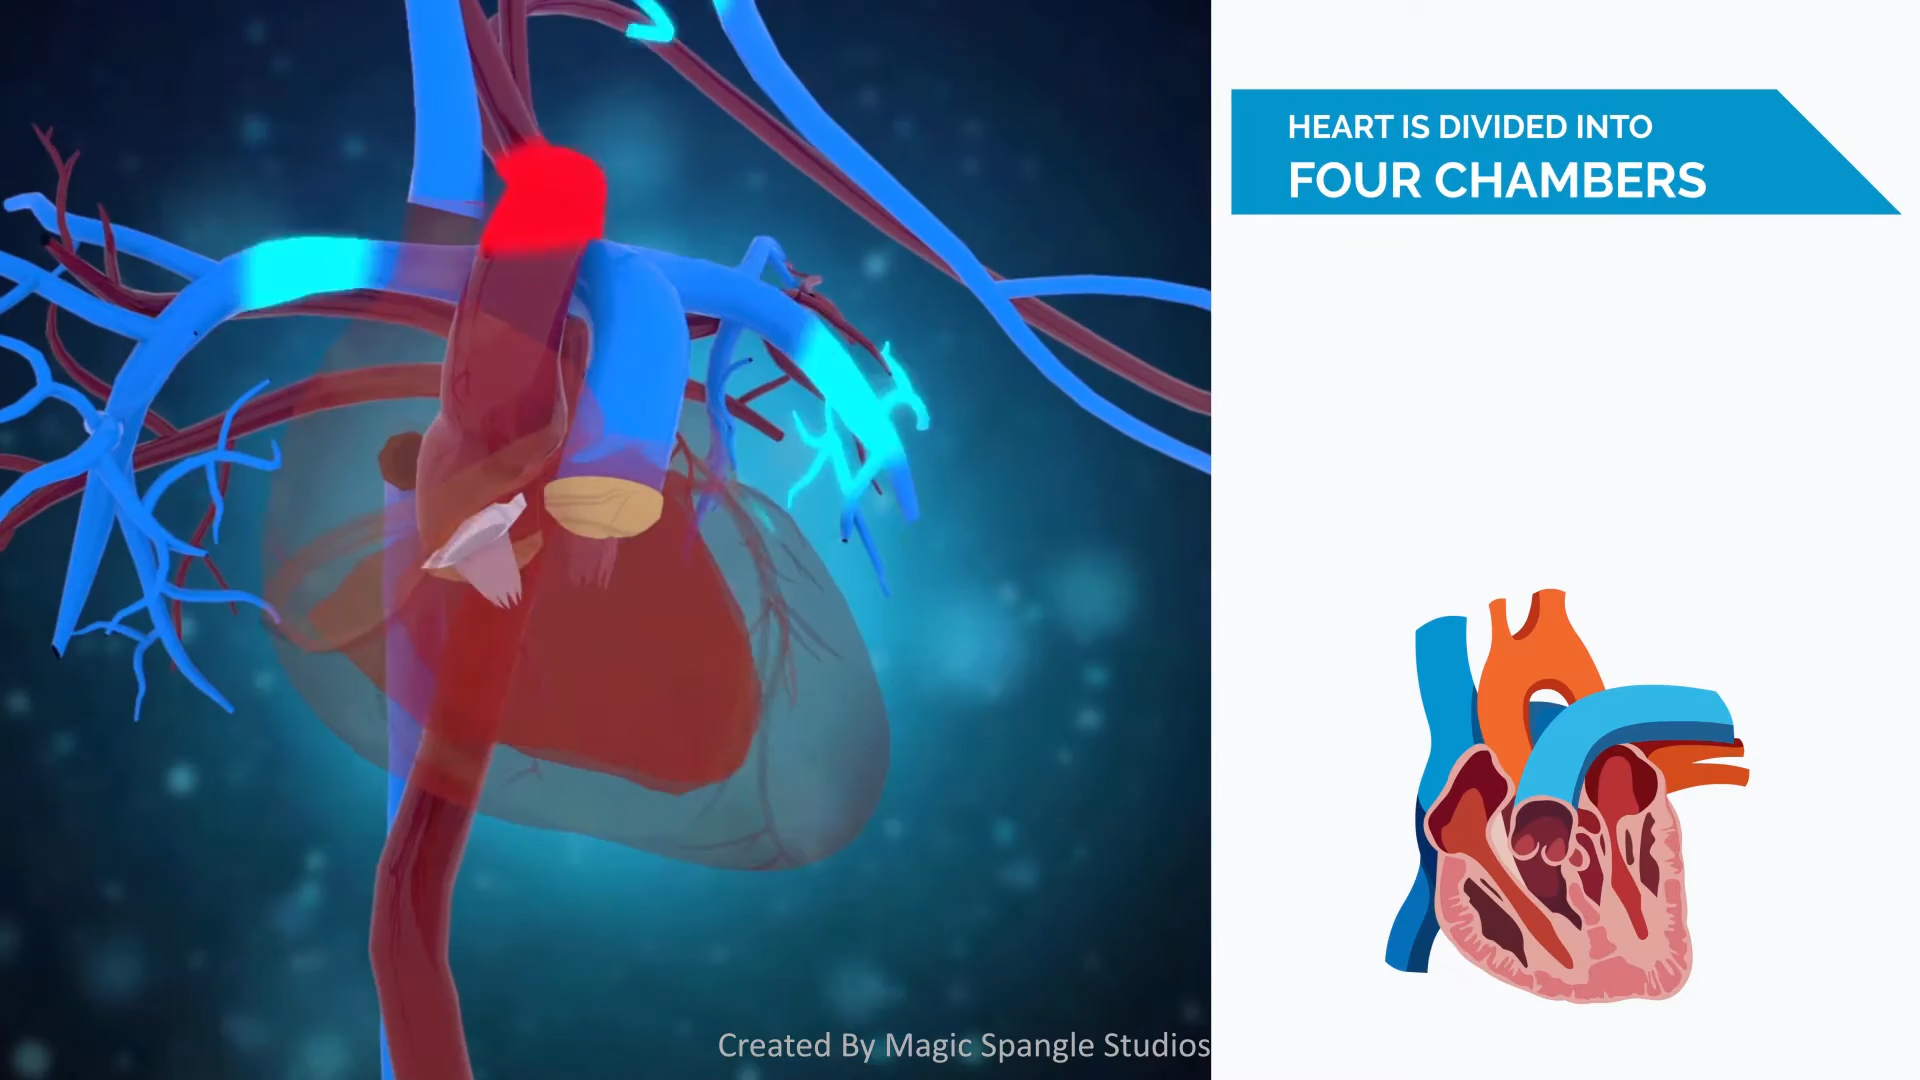 HEART IS DIVIDED INTO
FOUR CHAMBERS
Created By Magic Spangle Studios